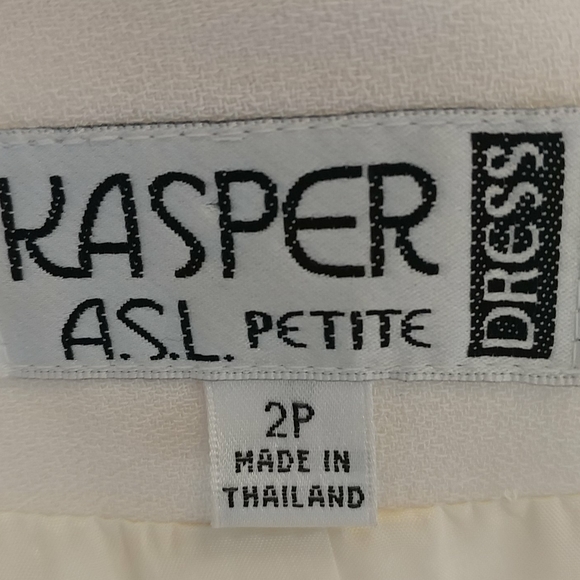 KASPER
A.S.L. PETITE
DRESS
2P
MADE IN
THAILAND